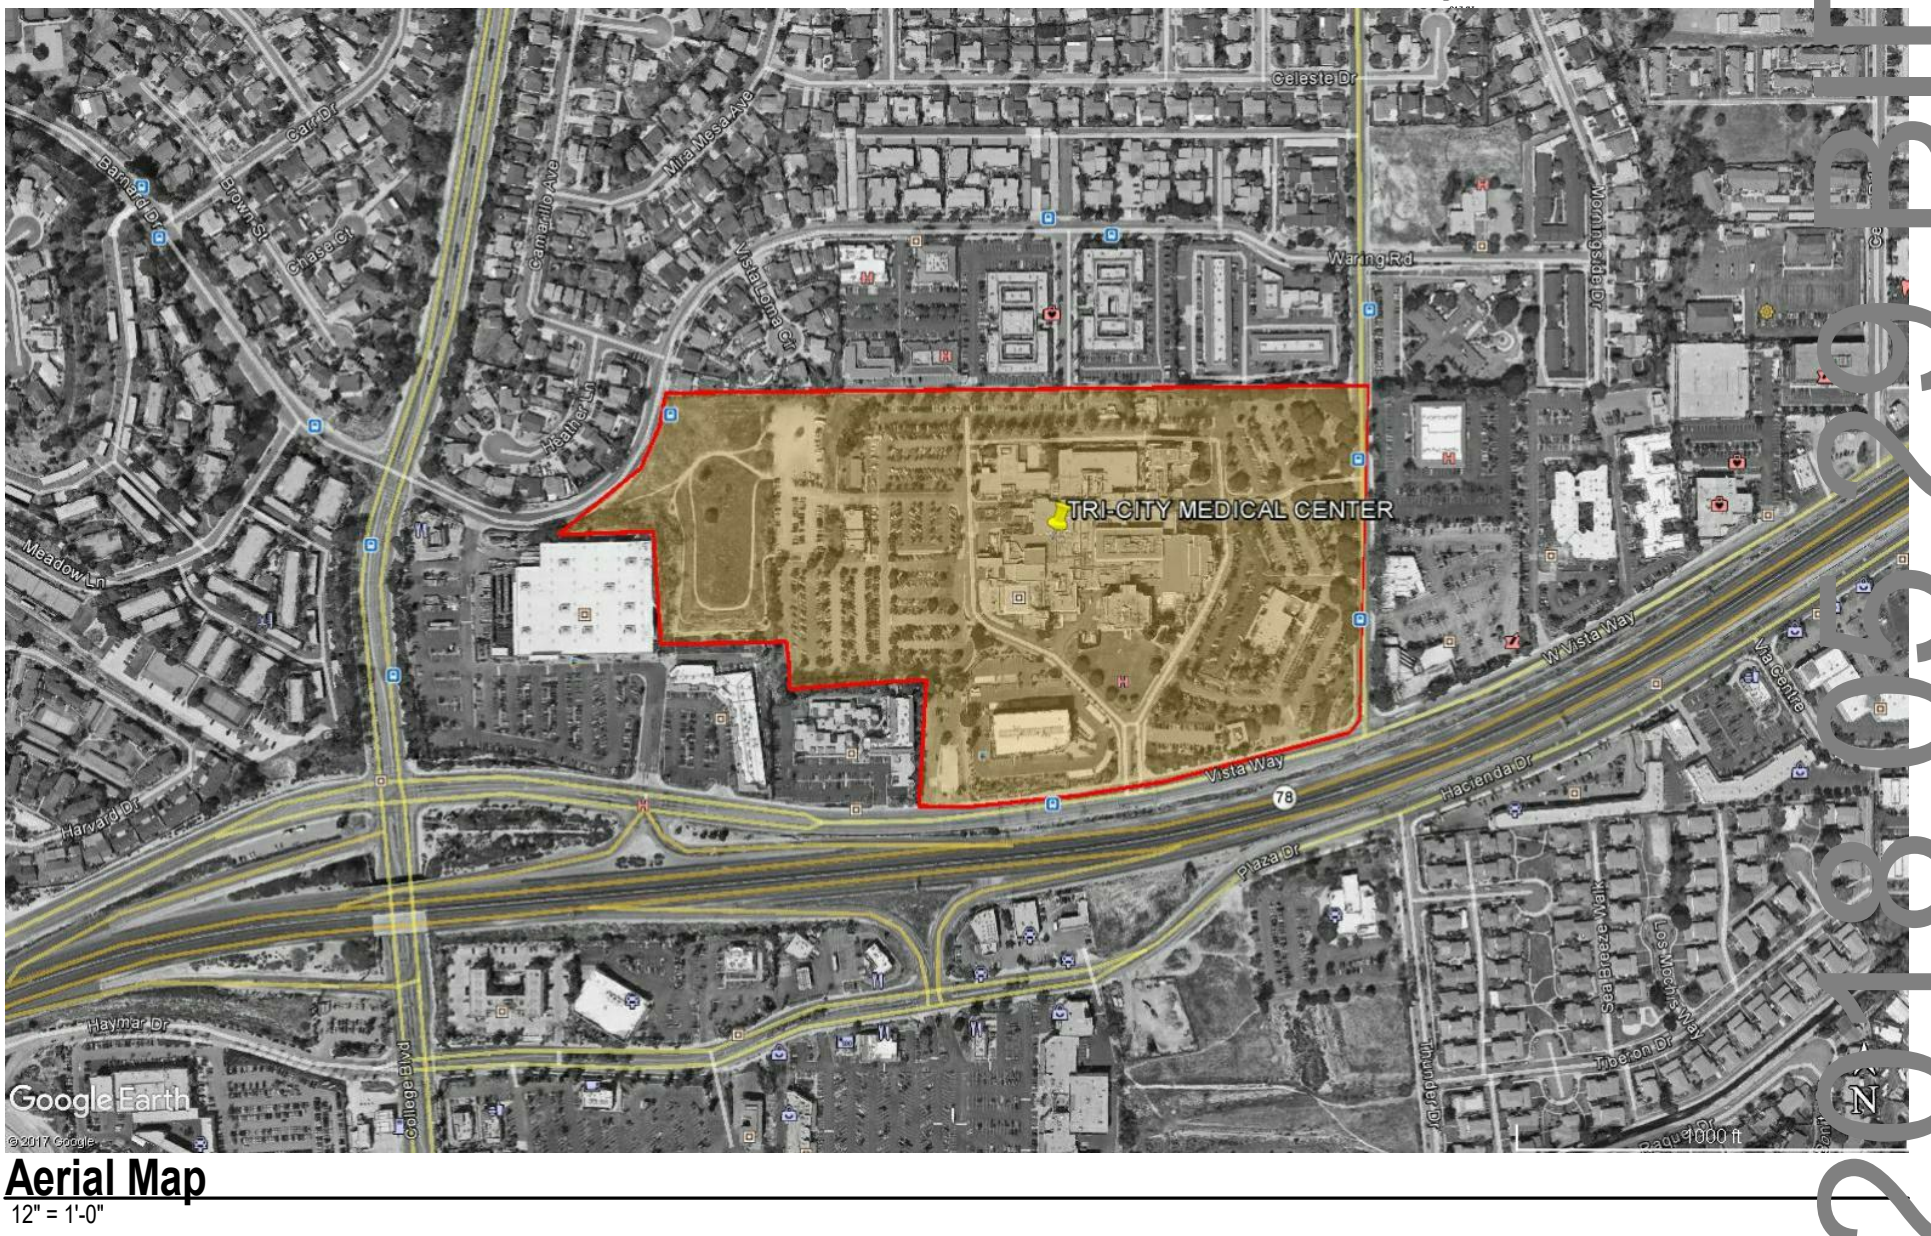 Celeste Dr
Carr Dr
Mira Mesa Ave
Barnard Dr
Brown St
Camarillo Ave
Morningside Dr
Chase Ct
Vista Loma Cir
Waring Rd
Heather Ln
TRI-CITY MEDICAL CENTER
Meadow Ln
W Vista Way
Via Centre
Vista Way
78
Hacienda Dr
Harvard Dr
Plaza Dr
Sea Breeze Walk
Los Mochis Way
Haymar Dr
College Blvd
Thunder Dr
Tiberon Dr
Google Earth
© 2017 Google
N
1000 ft
Aerial Map
12" = 1'-0"
2018 05 29 BI